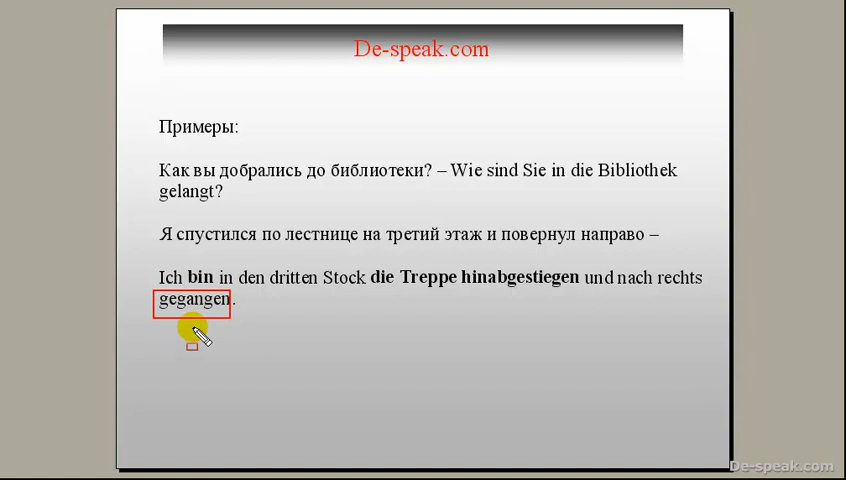 De-speak.com
Примеры:
Как вы добрались до библиотеки? – Wie sind Sie in die Bibliothek
gelangt?
Я спустился по лестнице на третий этаж и повернул направо –
Ich bin in den dritten Stock die Treppe hinabgestiegen und nach rechts
gegangen.
De-speak.com